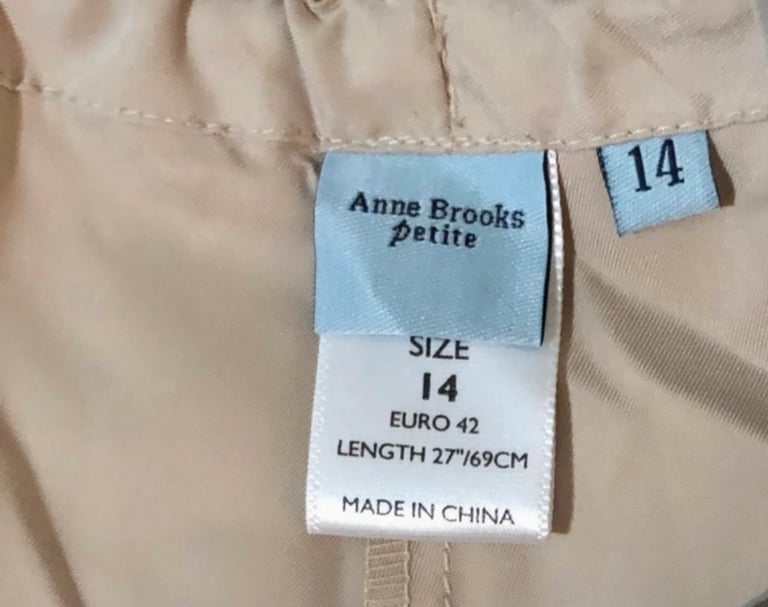 Anne Brooks
petite
14
SIZE
14
EURO 42
LENGTH 27"/69CM
MADE IN CHINA